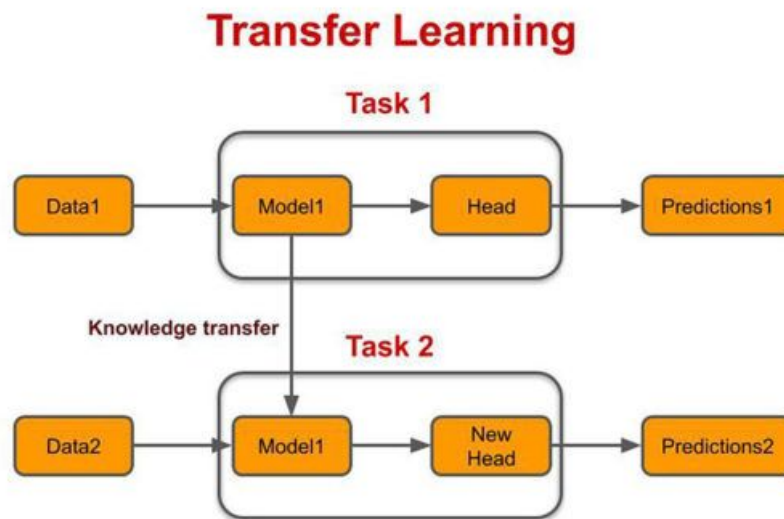 Transfer Learning
Task 1
Data1
Model1
Head
Predictions1
Knowledge transfer
Task 2
Data2
Model1
New
Head
Predictions2